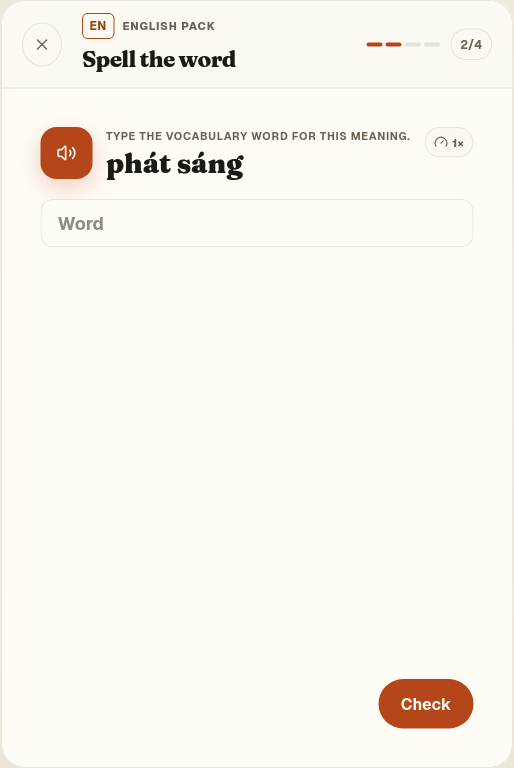 EN ENGLISH PACK
Spell the word
2/4
TYPE THE VOCABULARY WORD FOR THIS MEANING.
phát sáng
1×
Word
Check